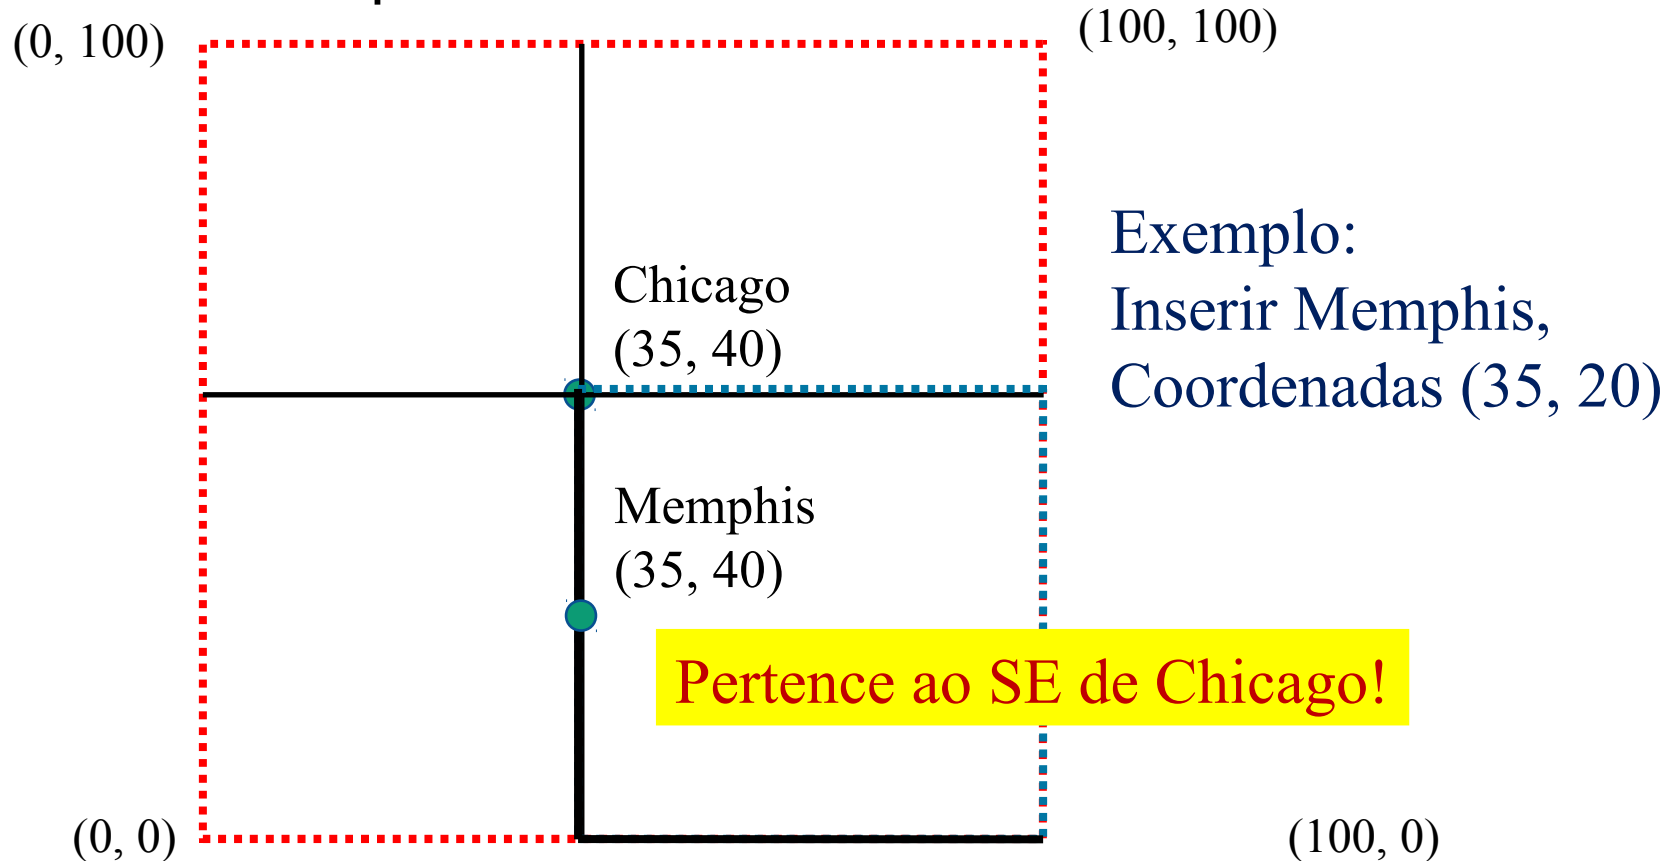 (0, 100)
(100, 100)
Exemplo:
Inserir Memphis,
Coordenadas (35, 20)
Chicago
(35, 40)
Memphis
(35, 40)
Pertence ao SE de Chicago!
(0, 0)
(100, 0)